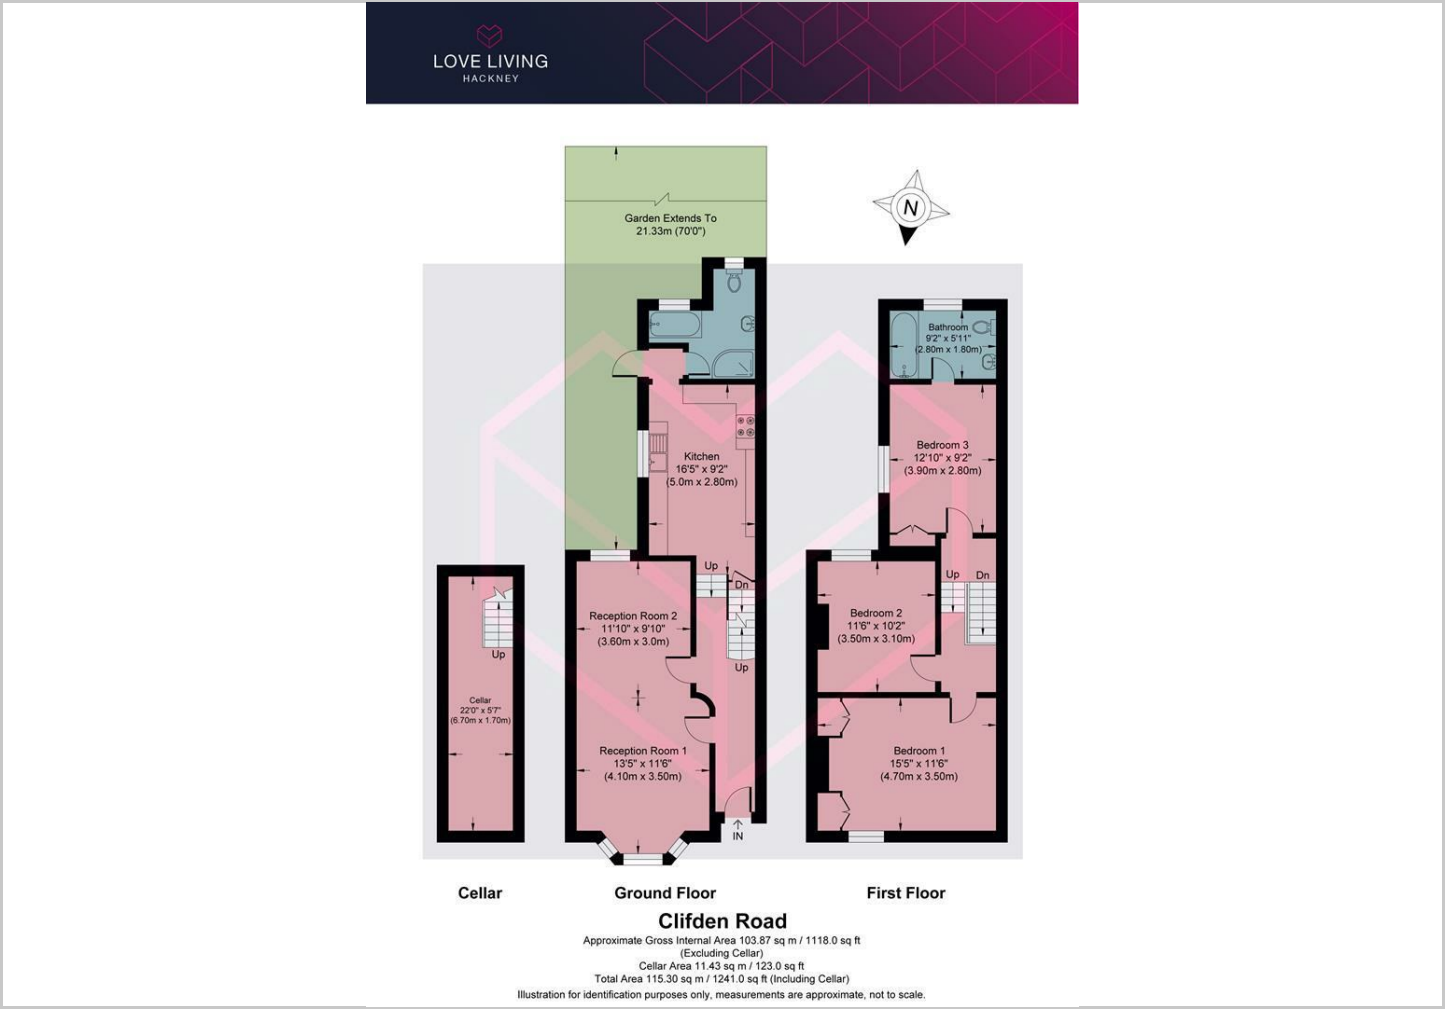 LOVE LIVING
HACKNEY
Garden Extends To
21.33m (70'0")
N
Bathroom
9'2" x 5'11"
(2.80m x 1.80m)
Kitchen
16'5" x 9'2"
(5.0m x 2.80m)
Bedroom 3
12'10" x 9'2"
(3.90m x 2.80m)
Up
Dn
Up
Up Dn
Reception Room 2
11'10" x 9'10"
(3.60m x 3.0m)
Bedroom 2
11'6" x 10'2"
(3.50m x 3.10m)
Up
Cellar
22'0" x 5'7"
(6.70m x 1.70m)
Reception Room 1
13'5" x 11'6"
(4.10m x 3.50m)
Bedroom 1
15'5" x 11'6"
(4.70m x 3.50m)
IN
Cellar
Ground Floor
First Floor
Clifden Road
Approximate Gross Internal Area 103.87 sq m / 1118.0 sq ft
(Excluding Cellar)
Cellar Area 11.43 sq m / 123.0 sq ft
Total Area 115.30 sq m / 1241.0 sq ft (Including Cellar)
Illustration for identification purposes only, measurements are approximate, not to scale.